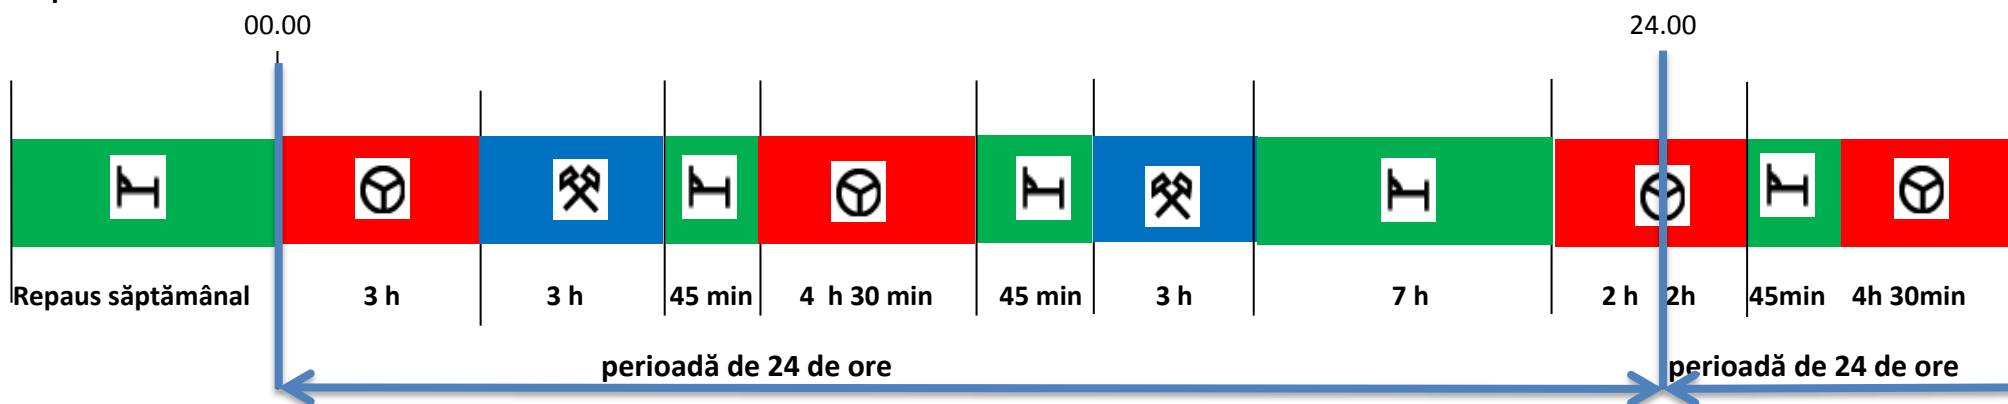 00.00 24.00
Repaus săptămânal 3 h 3 h 45 min 4 h 30 min 45 min 3 h 7 h 2 h 2h 45min 4h 30min
perioadă de 24 de ore perioadă de 24 de ore